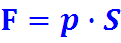 F = p · S